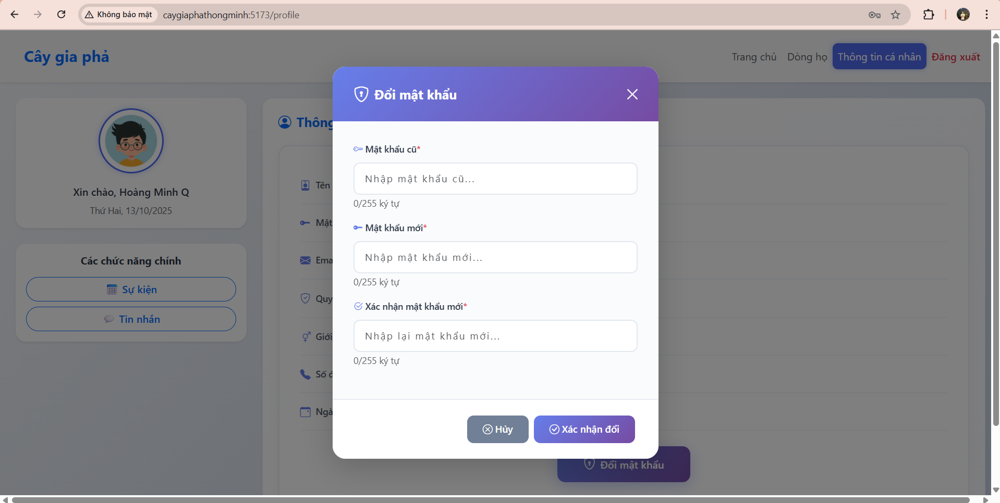 Không bảo mật
caygiaphathongminh:5173/profile
Cây gia phả
Trang chủ
Dòng họ
Thông tin cá nhân
Đăng xuất
Xin chào, Hoàng Minh Q
Thứ Hai, 13/10/2025
Các chức năng chính
Sự kiện
Tin nhắn
Thông
Tên
Mật
Ema
Quy
Giới
Số đ
Ngà
Đổi mật khẩu
Mật khẩu cũ*
Nhập mật khẩu cũ...
0/255 ký tự
Mật khẩu mới*
Nhập mật khẩu mới...
0/255 ký tự
Xác nhận mật khẩu mới*
Nhập lại mật khẩu mới...
0/255 ký tự
Hủy
Xác nhận đổi
Đổi mật khẩu